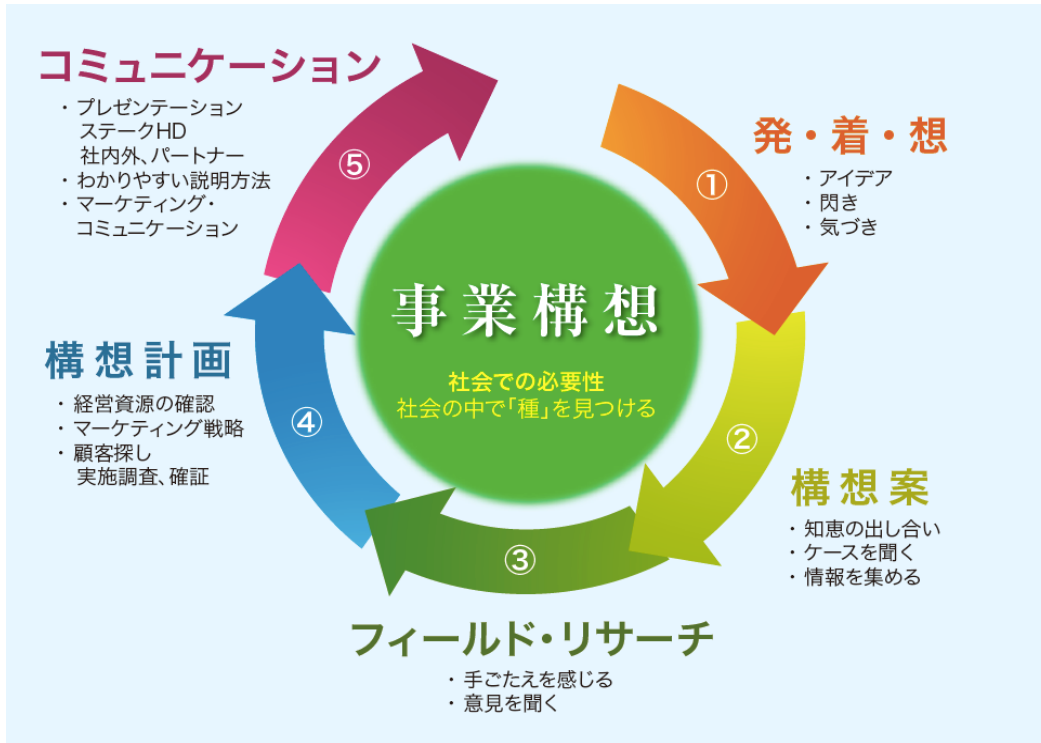 事業構想
社会での必要性
社会の中で「種」を見つける
①
発・着・想
・アイデア
・閃き
・気づき
②
構想案
・知恵の出し合い
・ケースを聞く
・情報を集める
③
フィールド・リサーチ
・手ごたえを感じる
・意見を聞く
④
構想計画
・経営資源の確認
・マーケティング戦略
・顧客探し
実施調査、確証
⑤
コミュニケーション
・プレゼンテーション
ステークHD
社内外、パートナー
・わかりやすい説明方法
・マーケティング・
コミュニケーション